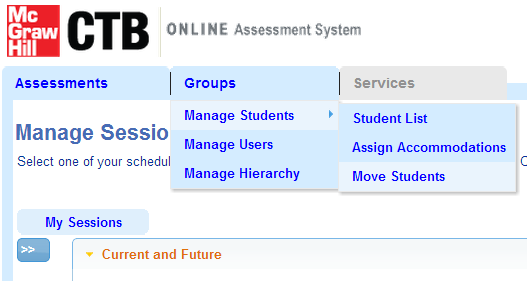 Mc
Graw
Hill
CTB
ONLINE Assessment System
Assessments Groups Services
Manage Students
Manage Users
Manage Hierarchy
Student List
Assign Accommodations
Move Students
Manage Sessio
Select one of your schedul
My Sessions
>>
Current and Future